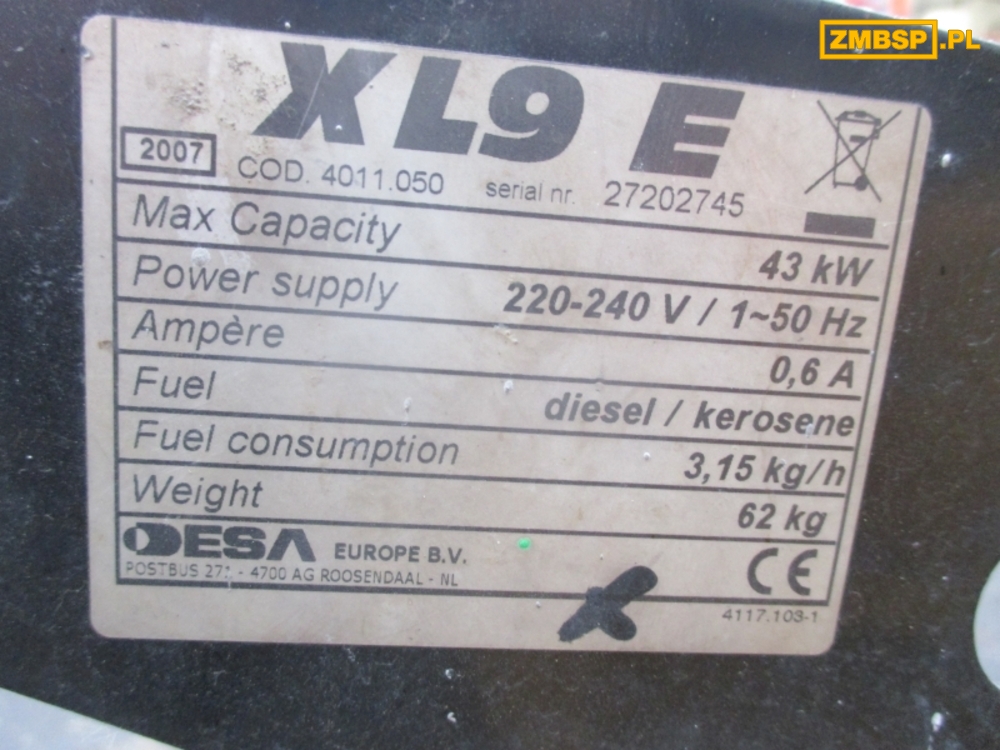 ZMBSP.PL
XL9 E
2007 COD. 4011.050 serial nr. 27202745
Max Capacity 43 kW
Power supply 220-240 V / 1~50 Hz
Ampère 0,6 A
Fuel diesel / kerosene
Fuel consumption 3,15 kg/h
Weight 62 kg
DESA EUROPE B.V. CE
POSTBUS 271 - 4700 AG ROOSENDAAL - NL
4117.103-1